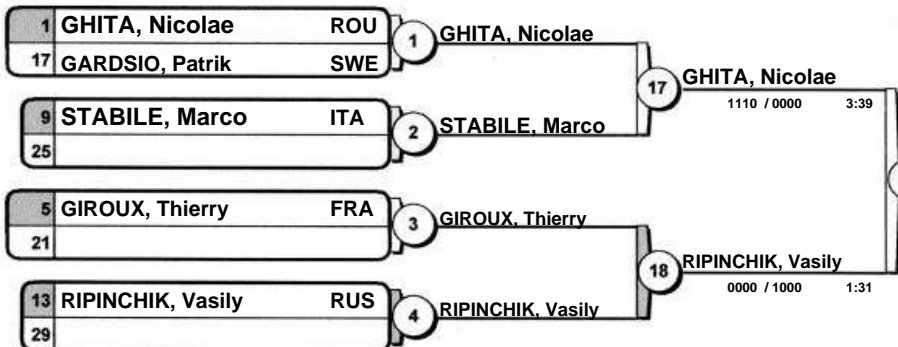 1 GHITA, Nicolae ROU
17 GARDSIO, Patrik SWE
1 GHITA, Nicolae
9 STABILE, Marco ITA
25
2 STABILE, Marco
17 GHITA, Nicolae
1110 / 0000 3:39
5 GIROUX, Thierry FRA
21
3 GIROUX, Thierry
13 RIPINCHIK, Vasily RUS
29
4 RIPINCHIK, Vasily
18 RIPINCHIK, Vasily
0000 / 1000 1:31